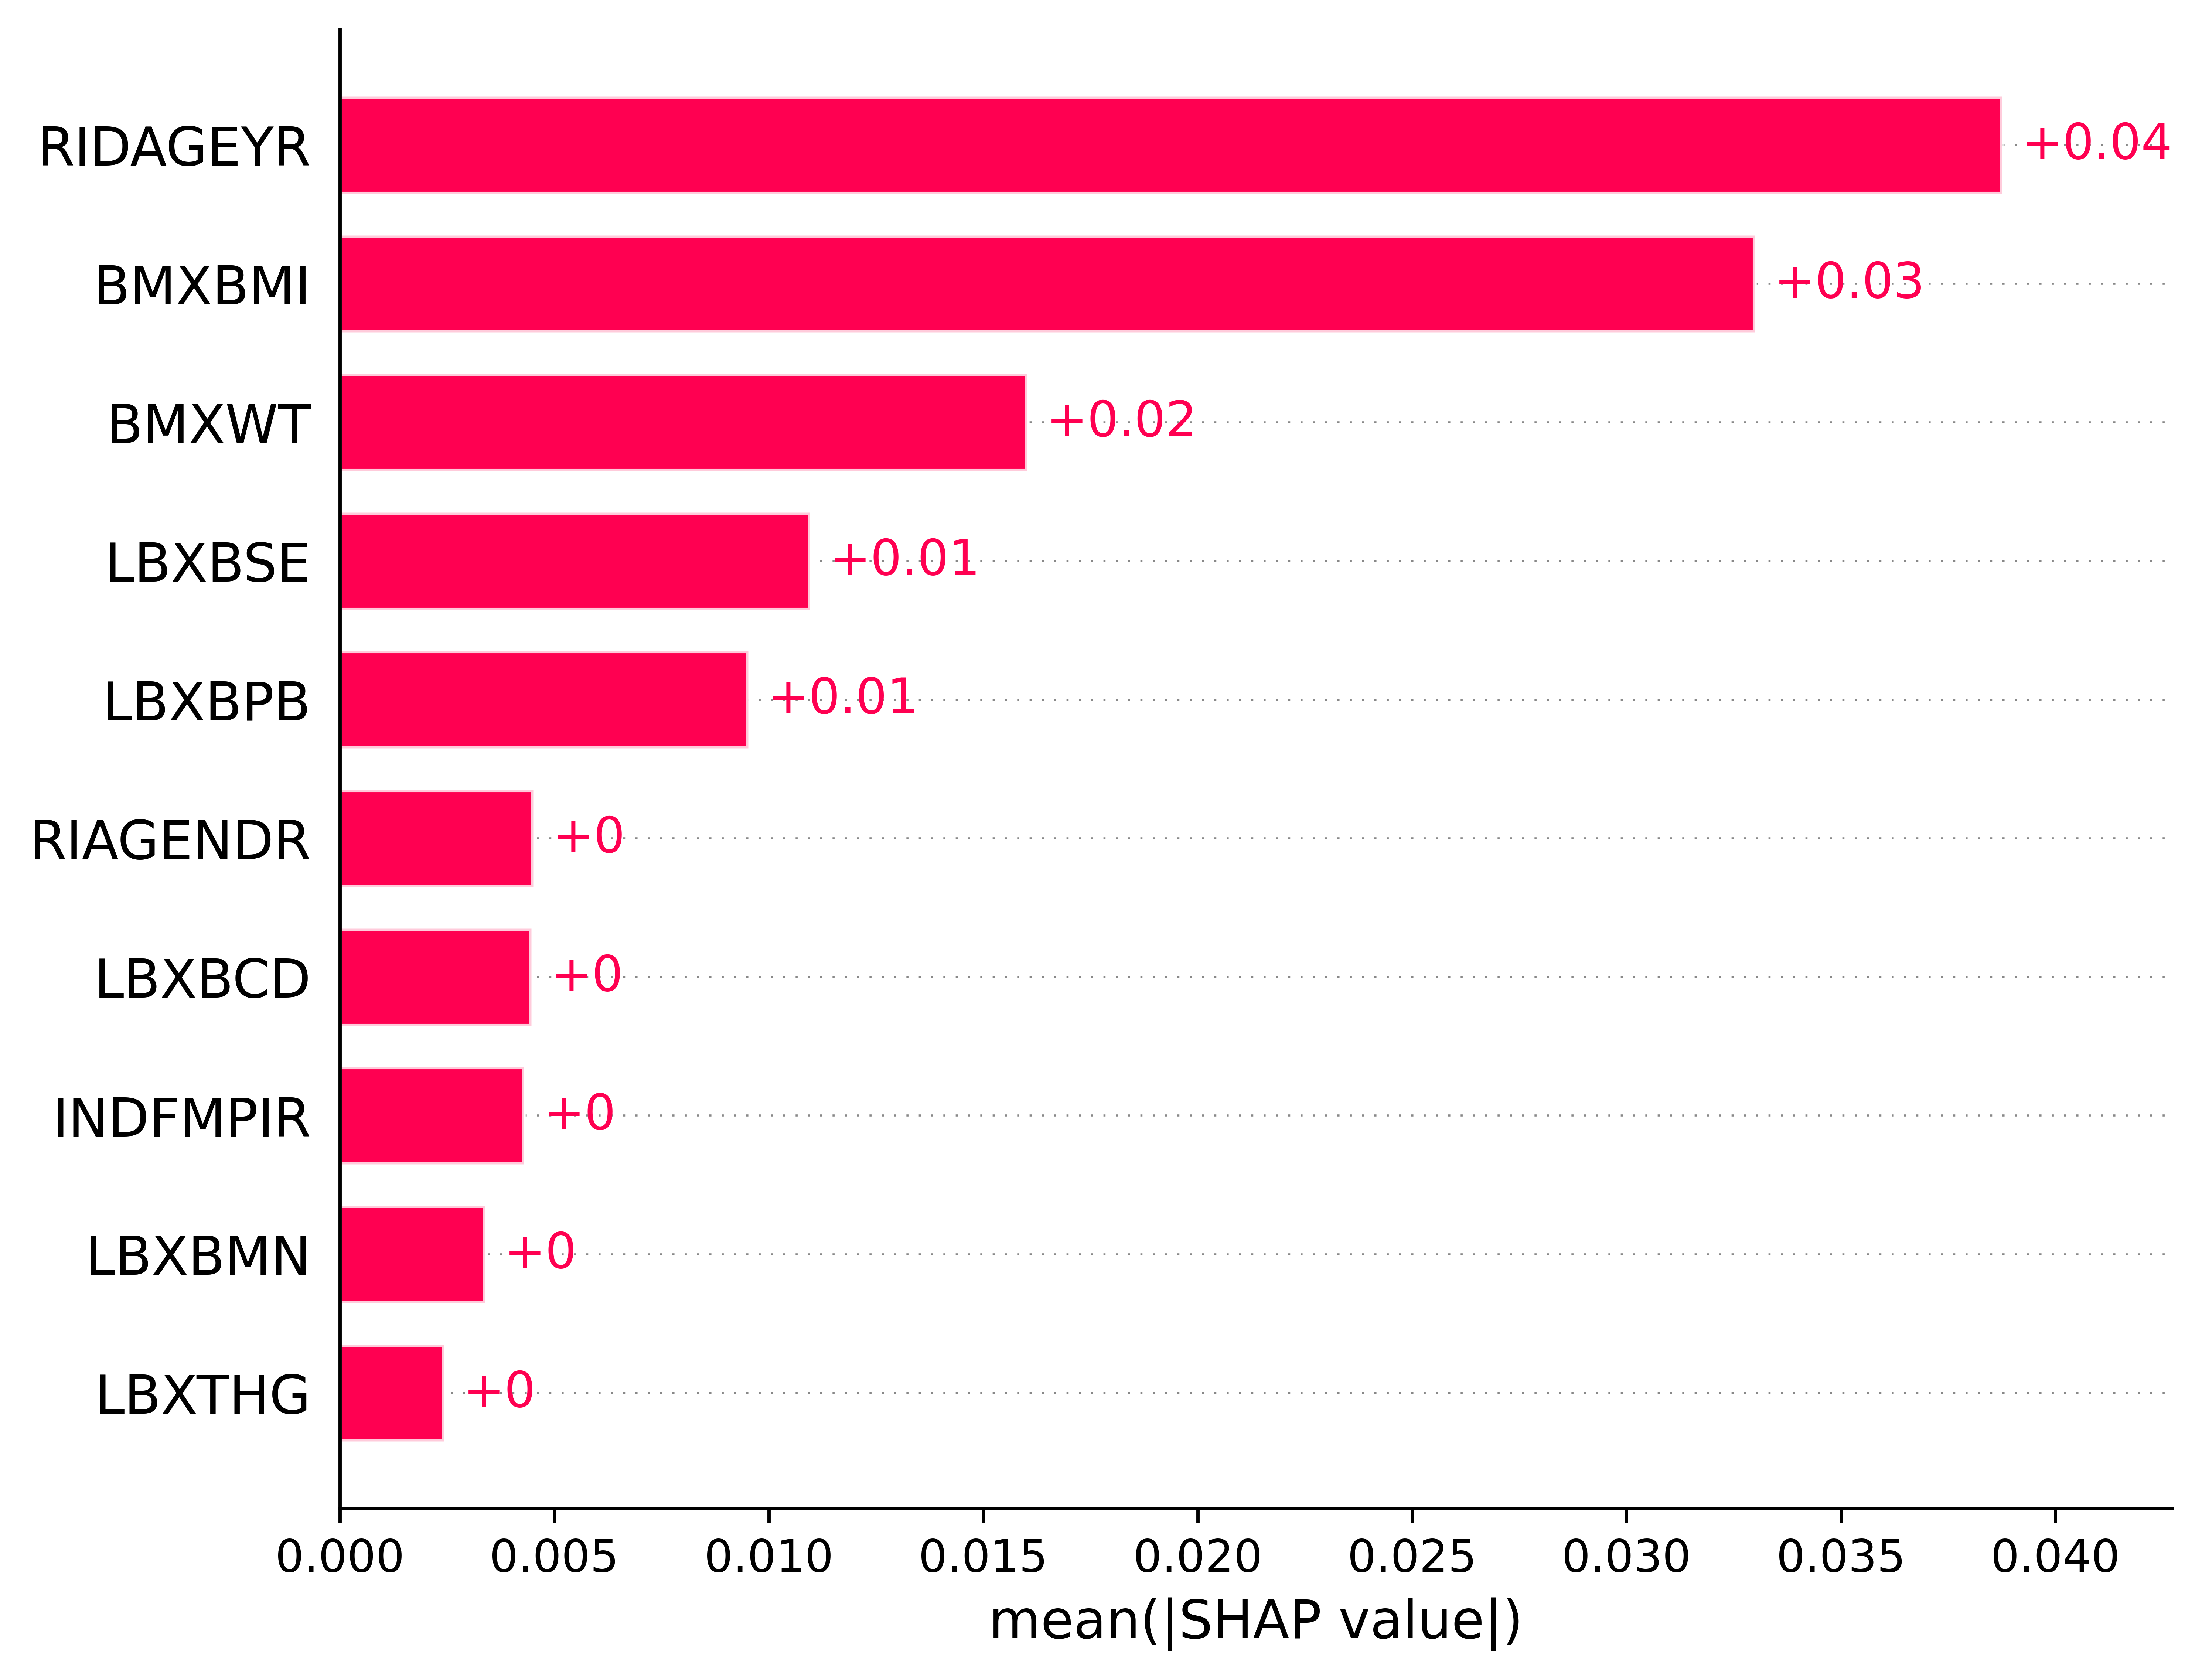 RIDAGEYR +0.04
BMXBMI +0.03
BMXWT +0.02
LBXBSE +0.01
LBXBPB +0.01
RIAGENDR +0
LBXBCD +0
INDFMPIR +0
LBXBMN +0
LBXTHG +0
0.000 0.005 0.010 0.015 0.020 0.025 0.030 0.035 0.040
mean(|SHAP value|)